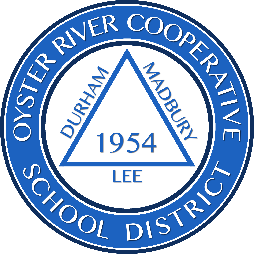 OYSTER RIVER COOPERATIVE
SCHOOL DISTRICT
DURHAM
MADBURY
1954
LEE